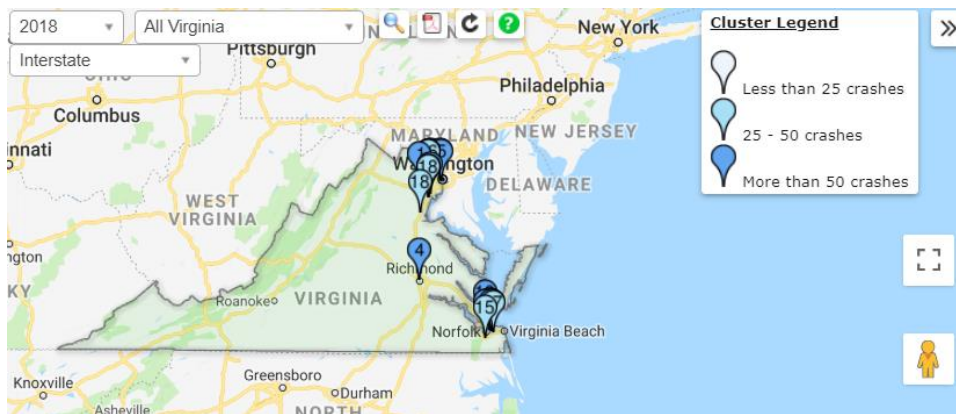 2018
All Virginia
Interstate
Cluster Legend
Less than 25 crashes
25 - 50 crashes
More than 50 crashes
Pittsburgh
New York
Philadelphia
Columbus
MARYLAND
NEW JERSEY
DELAWARE
WEST
VIRGINIA
18
18
4
Richmond
Roanoke
VIRGINIA
15
Norfolk
Virginia Beach
Knoxville
Greensboro
Durham
Asheville
NORTH